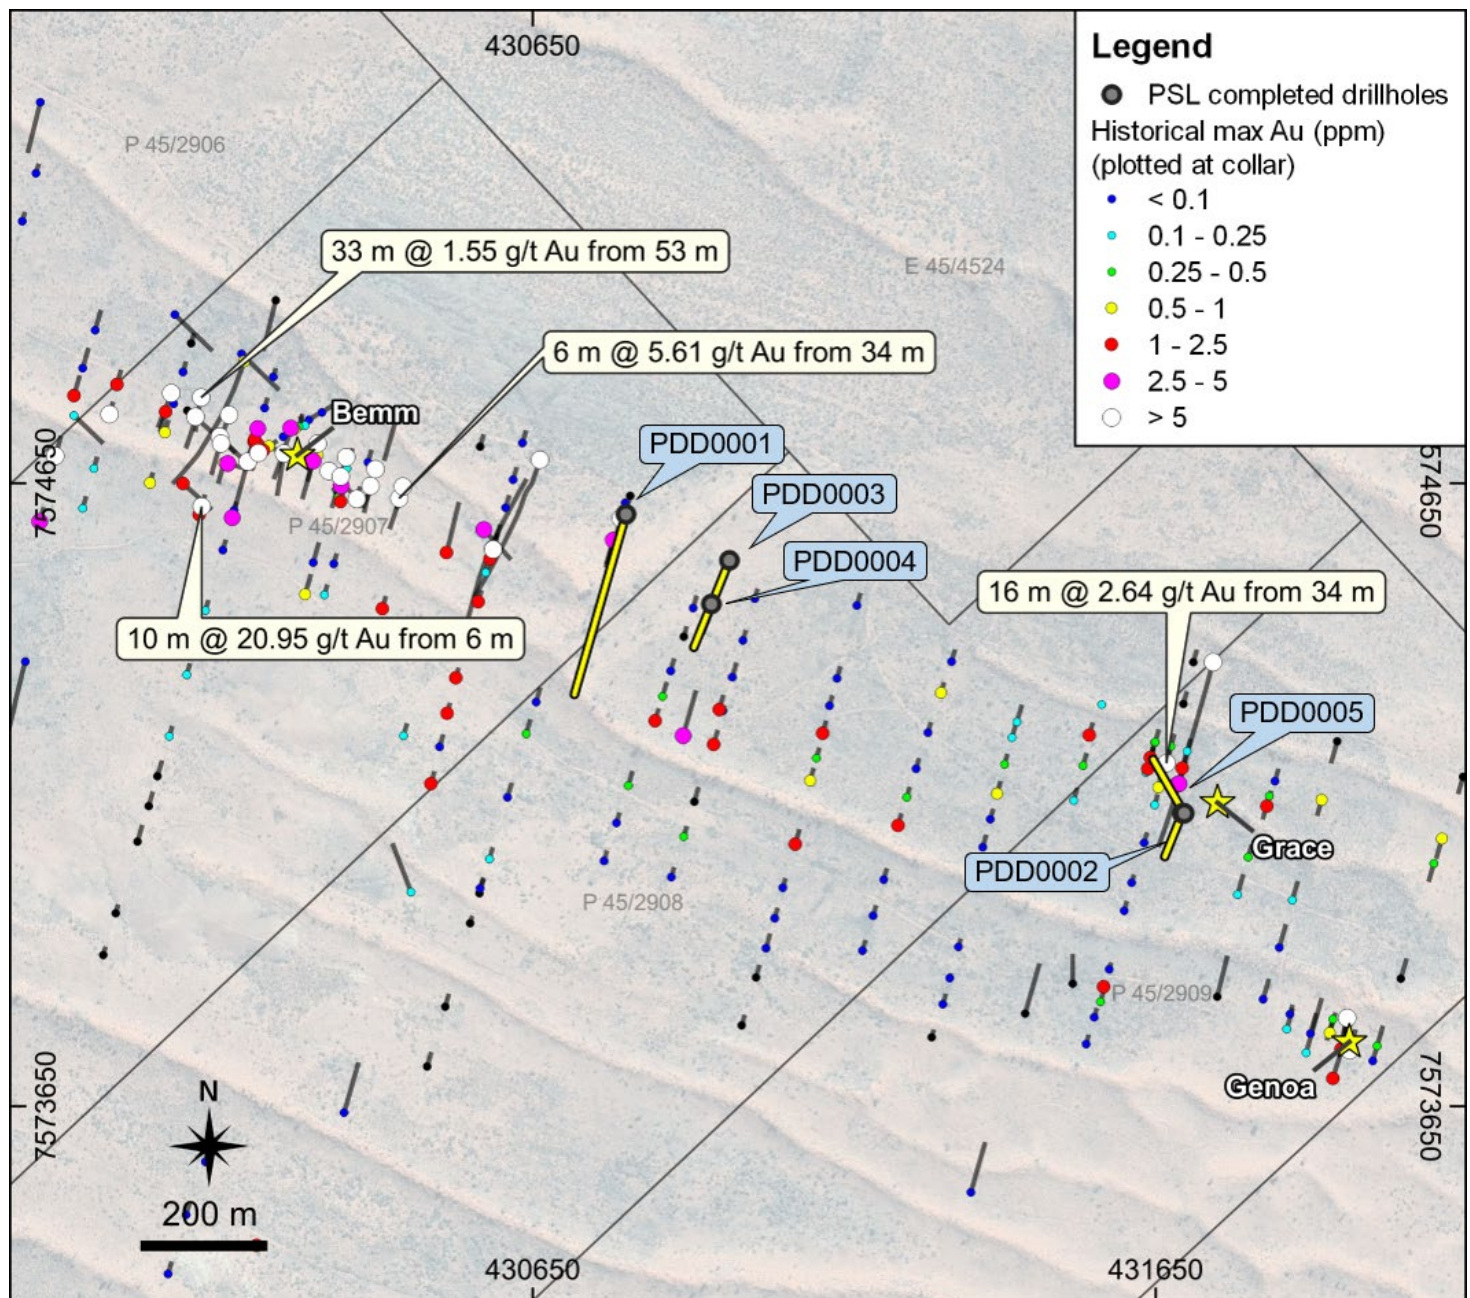 430650
Legend
PSL completed drillholes
Historical max Au (ppm)
(plotted at collar)
< 0.1
0.1 - 0.25
0.25 - 0.5
0.5 - 1
1 - 2.5
2.5 - 5
> 5
P 45/2906
33 m @ 1.55 g/t Au from 53 m
E 45/4524
6 m @ 5.61 g/t Au from 34 m
Bemm
PDD0001
7574650
574650
PDD0003
P 45/2907
PDD0004
16 m @ 2.64 g/t Au from 34 m
10 m @ 20.95 g/t Au from 6 m
PDD0005
Grace
PDD0002
P 45/2908
P 45/2909
Genoa
7573650
7573650
N
200 m
430650
431650